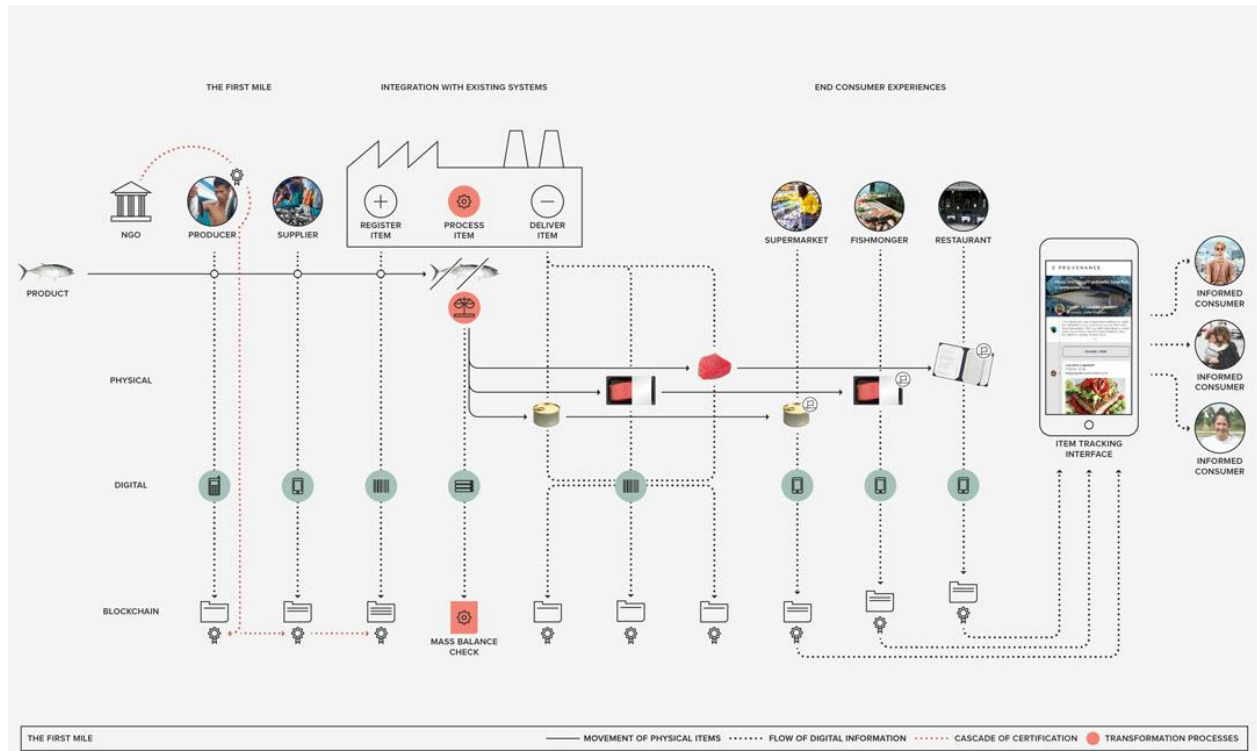 THE FIRST MILE
INTEGRATION WITH EXISTING SYSTEMS
END CONSUMER EXPERIENCES
NGO
PRODUCER
SUPPLIER
REGISTER
ITEM
PROCESS
ITEM
DELIVER
ITEM
SUPERMARKET
FISHMONGER
RESTAURANT
PRODUCT
PROVENANCE
SHARE THIS
INFORMED
CONSUMER
INFORMED
CONSUMER
INFORMED
CONSUMER
ITEM TRACKING
INTERFACE
PHYSICAL
DIGITAL
BLOCKCHAIN
MASS BALANCE
CHECK
THE FIRST MILE
MOVEMENT OF PHYSICAL ITEMS
FLOW OF DIGITAL INFORMATION
CASCADE OF CERTIFICATION
TRANSFORMATION PROCESSES